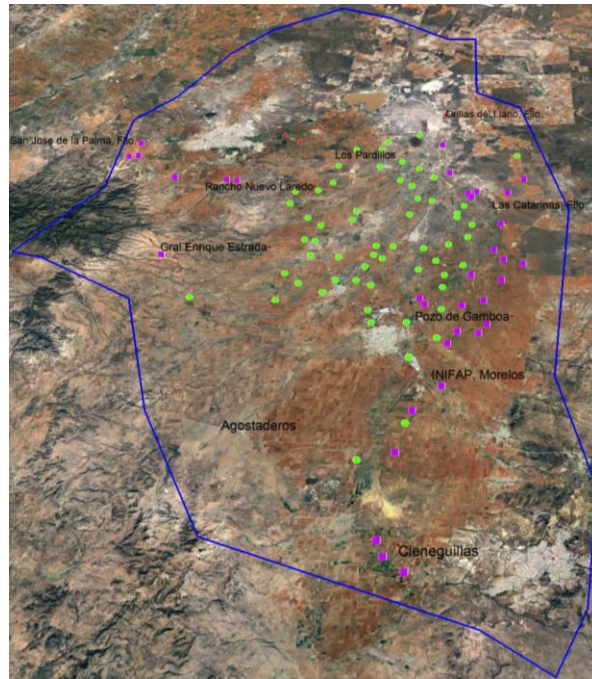 Orillas del Llano, Fllo.
San Jose de la Palma, Fllo
Los Pardillos
Rancho Nuevo Laredo
Las Catarinas, Fllo
Gral Enrique Estrada
Pozo de Gamboa
INIFAP, Morelos
Agostaderos
Cieneguillas